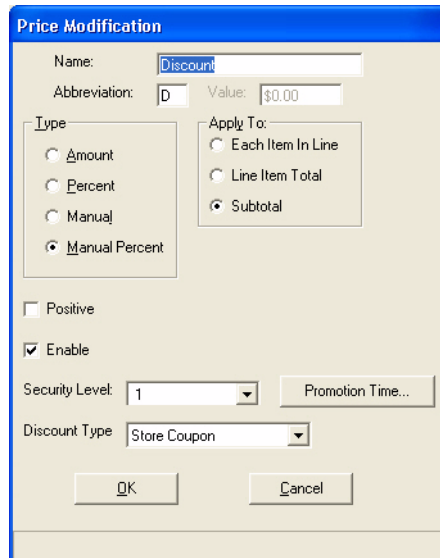 Price Modification
Name: Discount
Abbreviation: D Value: $0.00
Type
Amount
Percent
Manual
Manual Percent
Apply To:
Each Item In Line
Line Item Total
Subtotal
Positive
Enable
Security Level: 1 Promotion Time...
Discount Type Store Coupon
OK Cancel